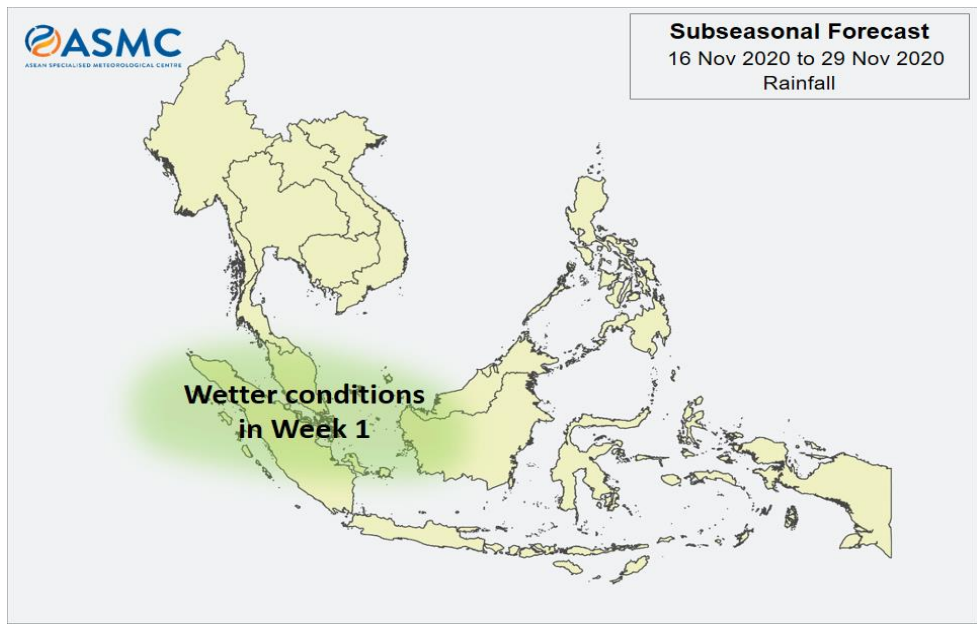 ASMC
ASEAN SPECIALISED METEOROLOGICAL CENTRE
Subseasonal Forecast
16 Nov 2020 to 29 Nov 2020
Rainfall
Wetter conditions
in Week 1